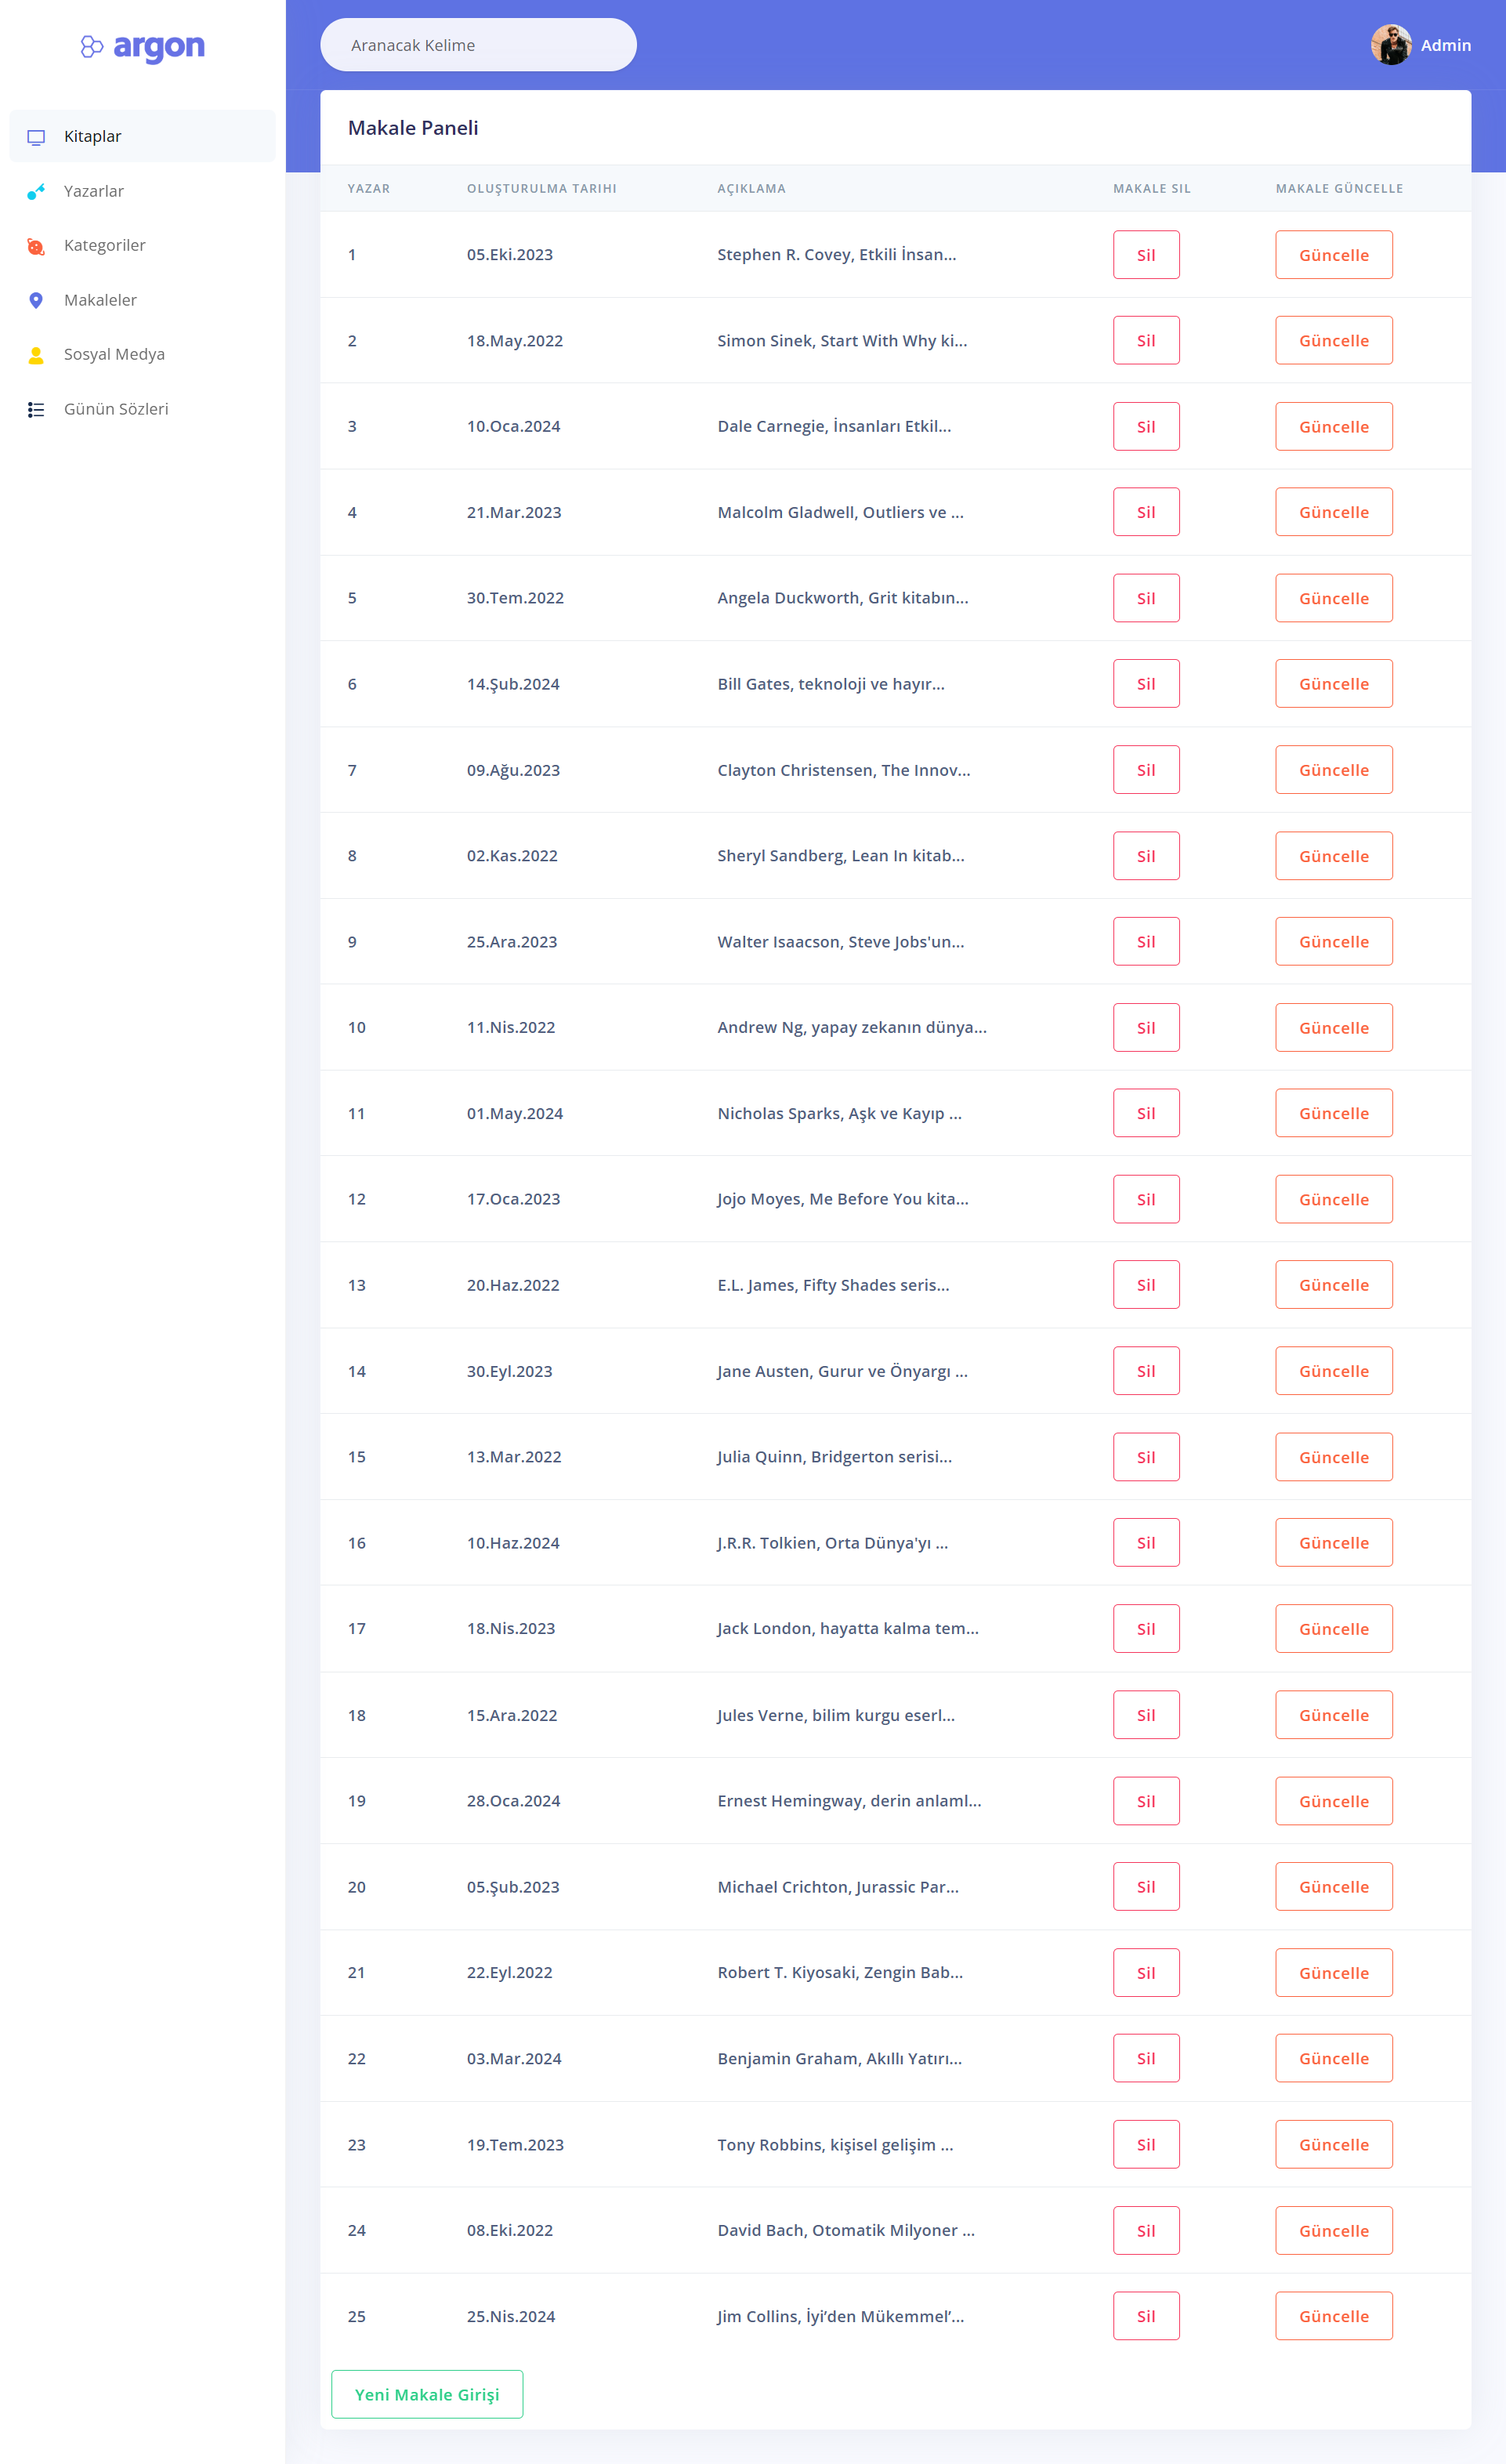 argon
Aranacak Kelime
Admin
Kitaplar
Yazarlar
Kategoriler
Makaleler
Sosyal Medya
Günün Sözleri
Makale Paneli
YAZAR OLUŞTURULMA TARIHI AÇIKLAMA MAKALE SIL MAKALE GÜNCELLE
1 05.Eki.2023 Stephen R. Covey, Etkili İnsan... Sil Güncelle
2 18.May.2022 Simon Sinek, Start With Why ki... Sil Güncelle
3 10.Oca.2024 Dale Carnegie, İnsanları Etkil... Sil Güncelle
4 21.Mar.2023 Malcolm Gladwell, Outliers ve ... Sil Güncelle
5 30.Tem.2022 Angela Duckworth, Grit kitabın... Sil Güncelle
6 14.Şub.2024 Bill Gates, teknoloji ve hayır... Sil Güncelle
7 09.Ağu.2023 Clayton Christensen, The Innov... Sil Güncelle
8 02.Kas.2022 Sheryl Sandberg, Lean In kitab... Sil Güncelle
9 25.Ara.2023 Walter Isaacson, Steve Jobs'un... Sil Güncelle
10 11.Nis.2022 Andrew Ng, yapay zekanın dünya... Sil Güncelle
11 01.May.2024 Nicholas Sparks, Aşk ve Kayıp ... Sil Güncelle
12 17.Oca.2023 Jojo Moyes, Me Before You kita... Sil Güncelle
13 20.Haz.2022 E.L. James, Fifty Shades seris... Sil Güncelle
14 30.Eyl.2023 Jane Austen, Gurur ve Önyargı ... Sil Güncelle
15 13.Mar.2022 Julia Quinn, Bridgerton serisi... Sil Güncelle
16 10.Haz.2024 J.R.R. Tolkien, Orta Dünya'yı ... Sil Güncelle
17 18.Nis.2023 Jack London, hayatta kalma tem... Sil Güncelle
18 15.Ara.2022 Jules Verne, bilim kurgu eserl... Sil Güncelle
19 28.Oca.2024 Ernest Hemingway, derin anlaml... Sil Güncelle
20 05.Şub.2023 Michael Crichton, Jurassic Par... Sil Güncelle
21 22.Eyl.2022 Robert T. Kiyosaki, Zengin Bab... Sil Güncelle
22 03.Mar.2024 Benjamin Graham, Akıllı Yatırı... Sil Güncelle
23 19.Tem.2023 Tony Robbins, kişisel gelişim ... Sil Güncelle
24 08.Eki.2022 David Bach, Otomatik Milyoner ... Sil Güncelle
25 25.Nis.2024 Jim Collins, İyi’den Mükemmel’... Sil Güncelle
Yeni Makale Girişi